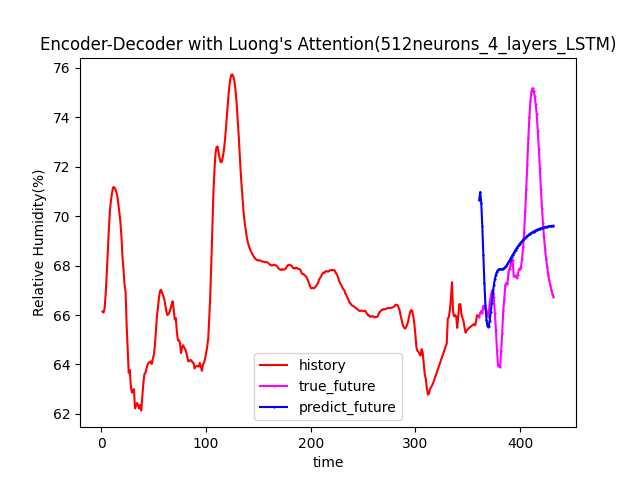 Encoder-Decoder with Luong's Attention(512neurons_4_layers_LSTM)
76
74
72
70
68
66
64
62
Relative Humidity(%)
history
true_future
predict_future
0 100 200 300 400
time